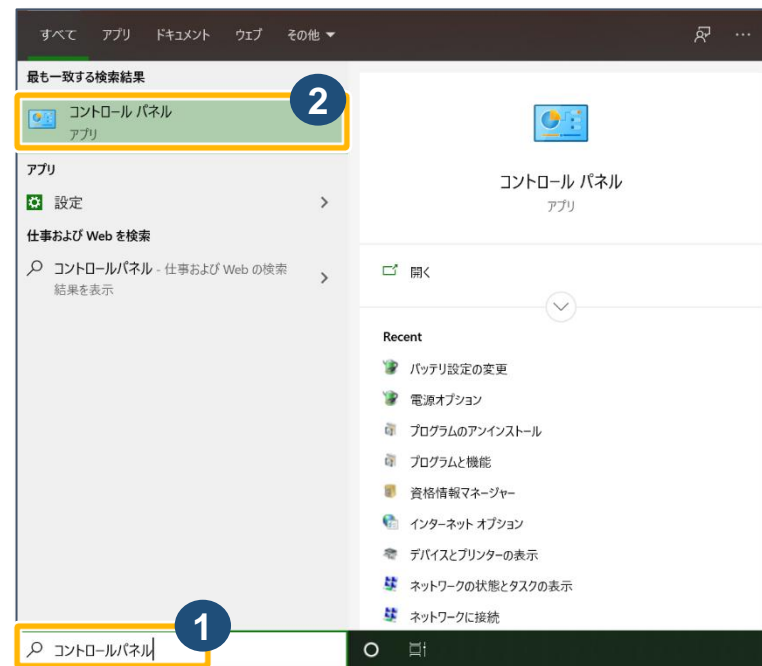 すべて アプリ ドキュメント ウェブ その他 ▼ ...
最も一致する検索結果
コントロール パネル
アプリ
2
アプリ
設定
仕事および Web を検索
コントロールパネル - 仕事および Web の検索
結果を表示
コントロール パネル
アプリ
開く
Recent
バッテリ設定の変更
電源オプション
プログラムのアンインストール
プログラムと機能
資格情報マネージャー
インターネット オプション
デバイスとプリンターの表示
ネットワークの状態とタスクの表示
ネットワークに接続
1
コントロールパネル